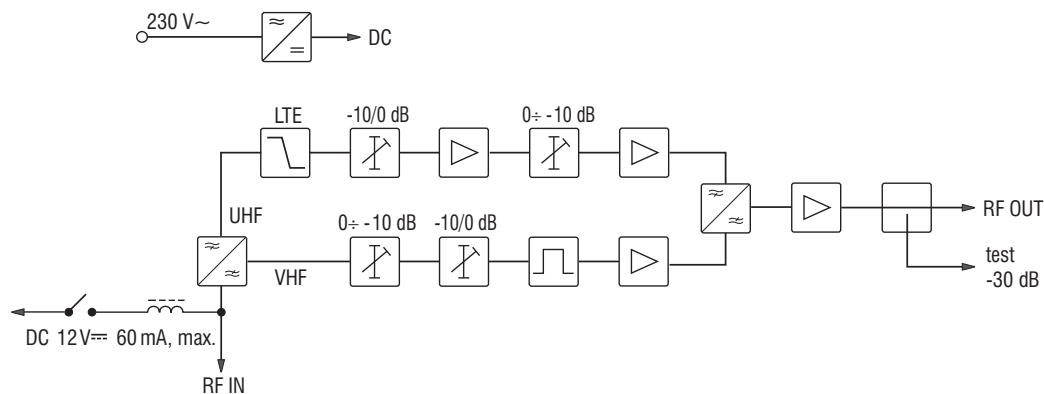 230 V~
DC
LTE
-10/0 dB
0÷ -10 dB
UHF
VHF
0÷ -10 dB
-10/0 dB
RF OUT
test
-30 dB
DC 12V⎓ 60 mA, max.
RF IN